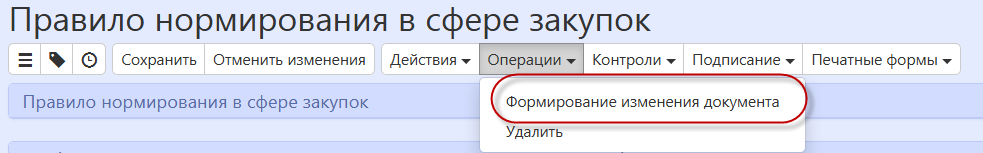 Правило нормирования в сфере закупок
Сохранить Отменить изменения Действия Операции Контроли Подписание Печатные формы
Правило нормирования в сфере закупок
Формирование изменения документа
Удалить